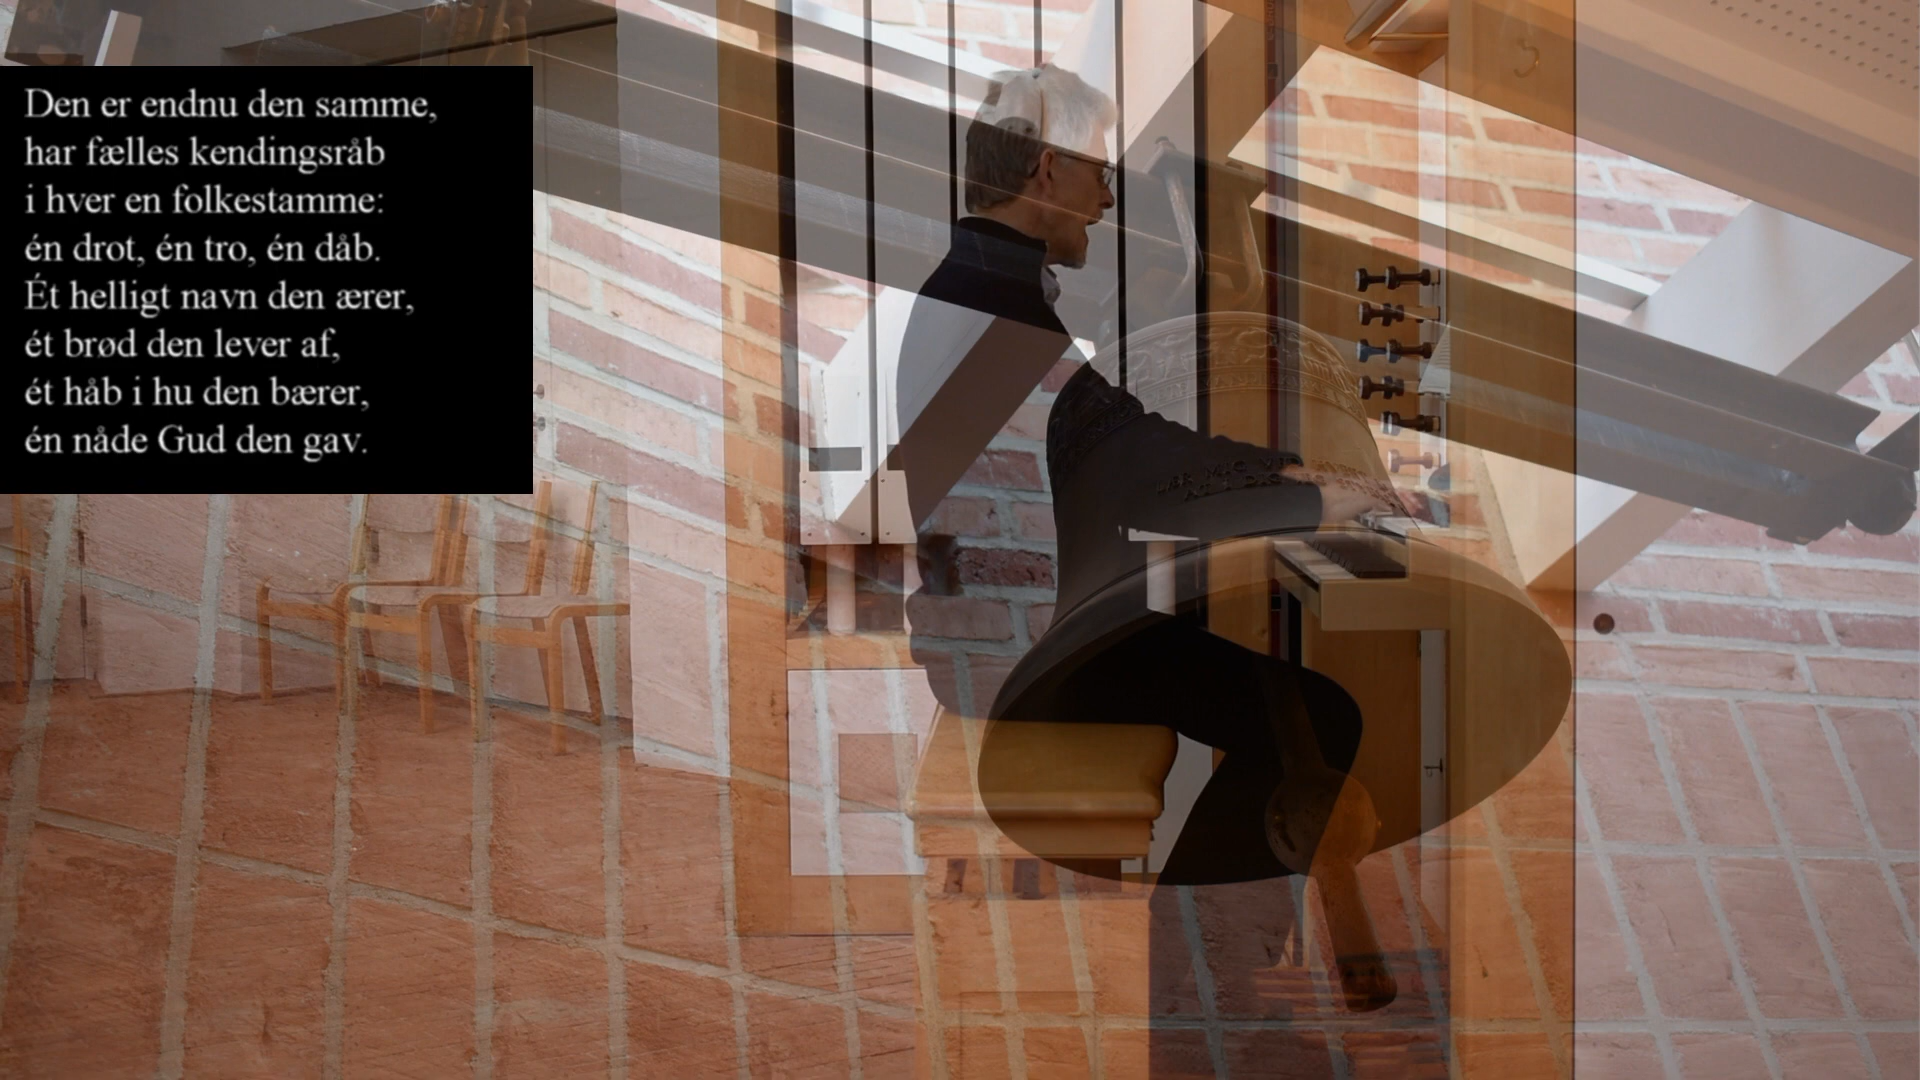 Den er endnu den samme,
har fælles kendingsråb
i hver en folkestamme:
én drot, én tro, én dåb.
Ét helligt navn den ærer,
ét brød den lever af,
ét håb i hu den bærer,
én nåde Gud den gav.
5